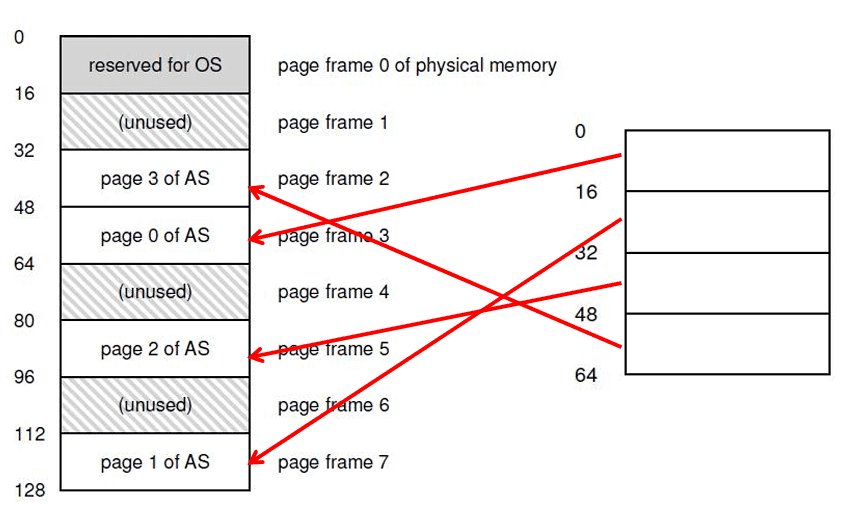 0
reserved for OS
page frame 0 of physical memory
16
(unused)
page frame 1
32
page 3 of AS
page frame 2
48
page 0 of AS
page frame 3
64
(unused)
page frame 4
80
page 2 of AS
page frame 5
96
(unused)
page frame 6
112
page 1 of AS
page frame 7
128
0
16
32
48
64